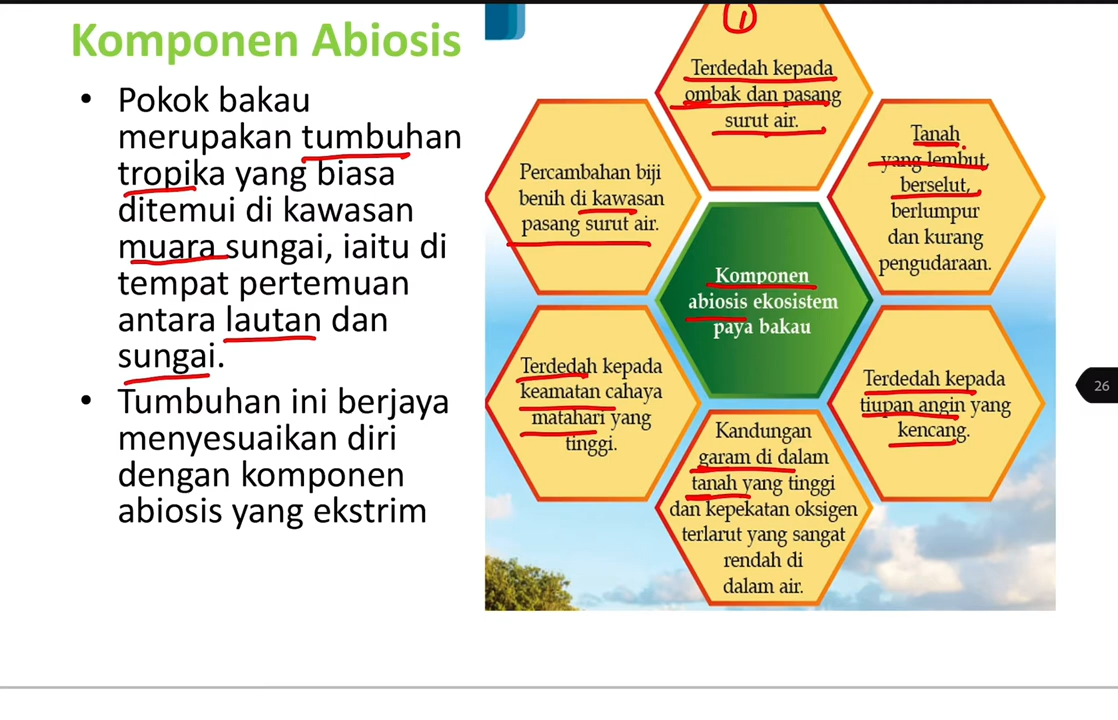 Komponen Abiosis
• Pokok bakau
merupakan tumbuhan
tropika yang biasa
ditemui di kawasan
muara sungai, iaitu di
tempat pertemuan
antara lautan dan
sungai.
• Tumbuhan ini berjaya
menyesuaikan diri
dengan komponen
abiosis yang ekstrim
1
Terdedah kepada
ombak dan pasang
surut air.
Tanah
yang lembut,
berselut,
berlumpur
dan kurang
pengudaraan.
Terdedah kepada
tiupan angin yang
kencang.
Kandungan
garam di dalam
tanah yang tinggi
dan kepekatan oksigen
terlarut yang sangat
rendah di
dalam air.
Terdedah kepada
keamatan cahaya
matahari yang
tinggi.
Percambahan biji
benih di kawasan
pasang surut air.
Komponen
abiosis ekosistem
paya bakau
26